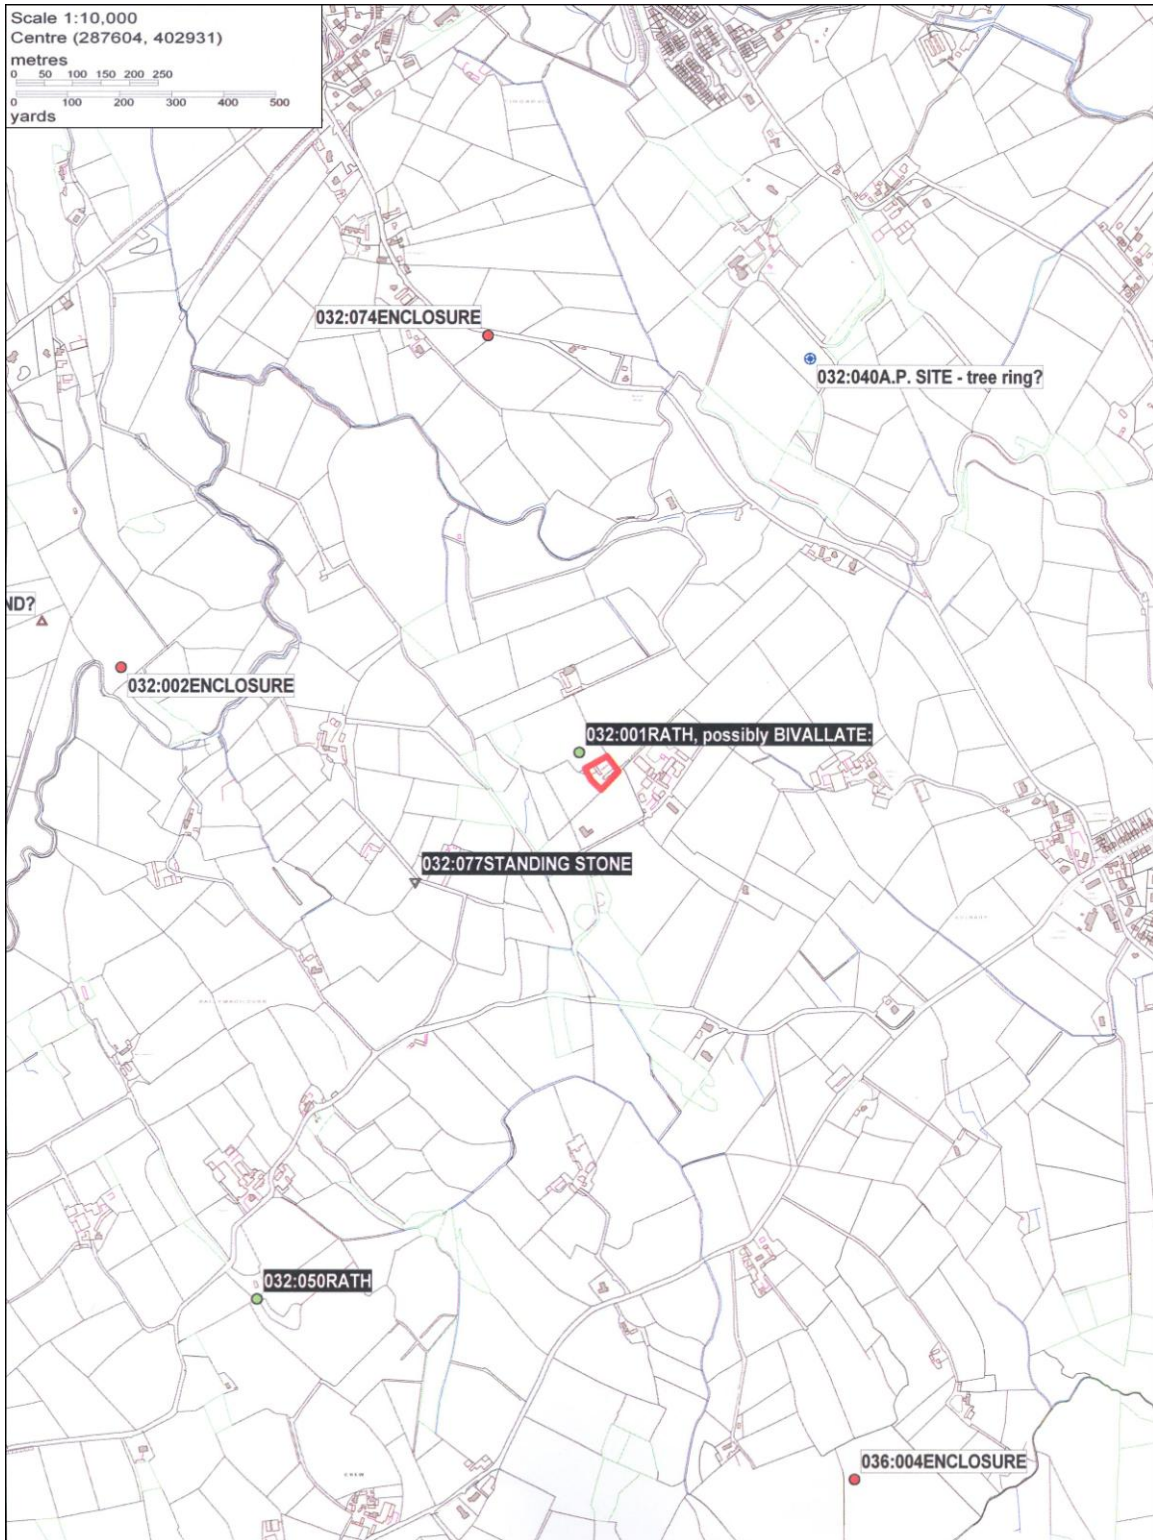 Scale 1:10,000
Centre (287604, 402931)
metres
0 50 100 150 200 250
0 100 200 300 400 500
yards
032:074ENCLOSURE
032:040A.P. SITE - tree ring?
ND?
032:002ENCLOSURE
032:001RATH, possibly BIVALLATE:
032:077STANDING STONE
032:050RATH
036:004ENCLOSURE